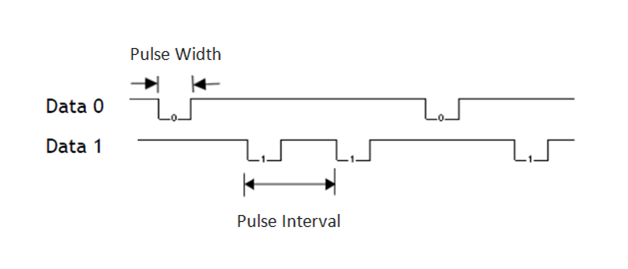 Pulse Width
Data 0
0
0
Data 1
1
1
1
Pulse Interval